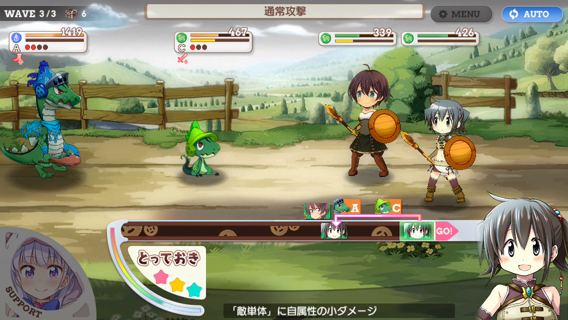 WAVE 3/3
6
通常攻撃
MENU
AUTO
1419
A
467
C
339
426
A
C
GO!
とっておき
SUPPORT
「敵単体」に自属性の小ダメージ